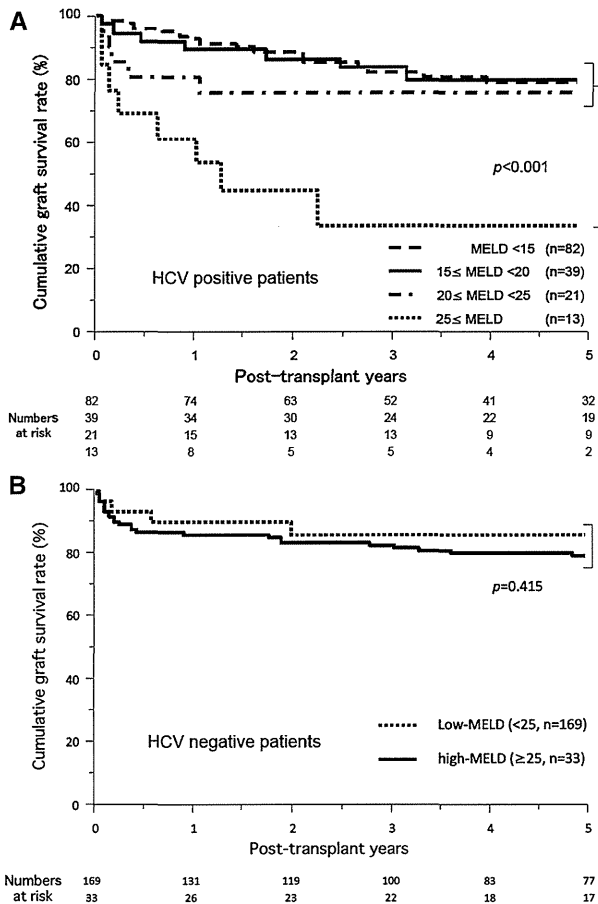 A
Cumulative graft survival rate (%)
100
80
60
40
20
0
p<0.001
HCV positive patients
MELD <15 (n=82)
15≤ MELD <20 (n=39)
20≤ MELD <25 (n=21)
25≤ MELD (n=13)
0 1 2 3 4 5
Post-transplant years
Numbers at risk
82 74 63 52 41 32
39 34 30 24 22 19
21 15 13 13 9 9
13 8 5 5 4 2
B
Cumulative graft survival rate (%)
100
80
60
40
20
0
p=0.415
HCV negative patients
Low-MELD (<25, n=169)
high-MELD (≥25, n=33)
0 1 2 3 4 5
Post-transplant years
Numbers at risk
169 131 119 100 83 77
33 26 23 22 18 17